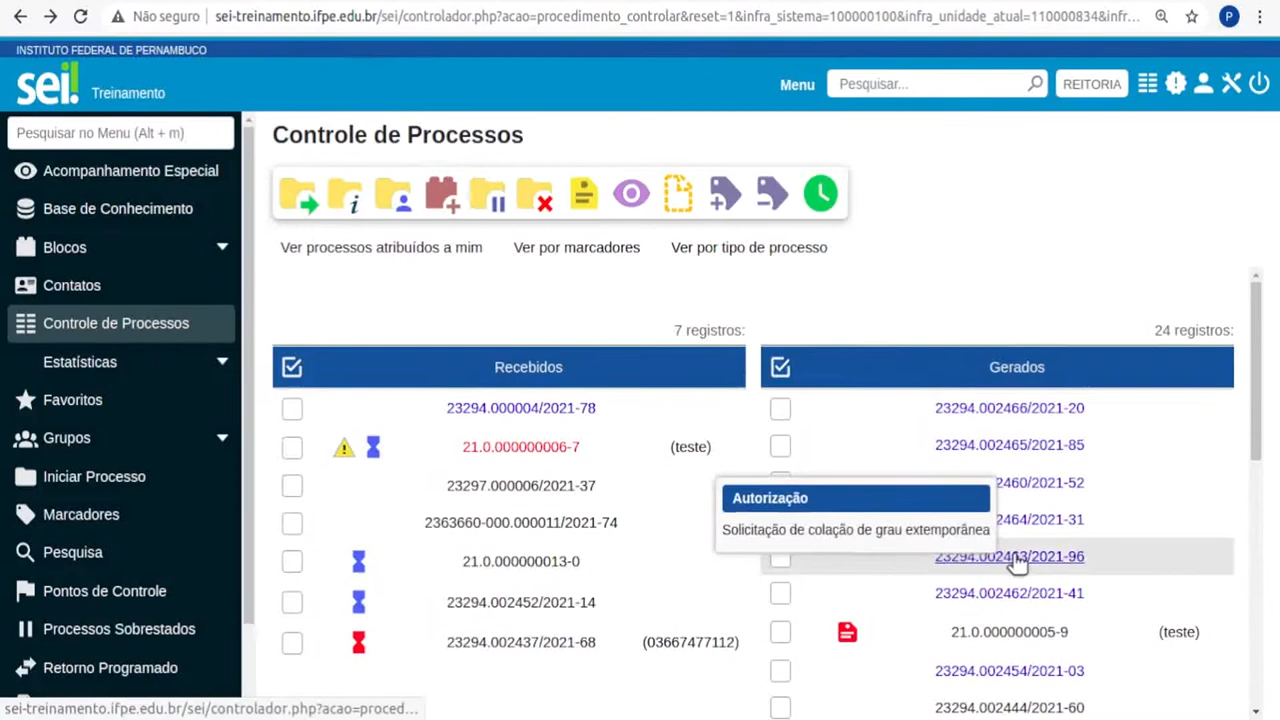 Não seguro
sei-treinamento.ifpe.edu.br/sei/controlador.php?acao=procedimento_controlar&reset=1&infra_sistema=100000100&infra_unidade_atual=110000834&infr...
P
INSTITUTO FEDERAL DE PERNAMBUCO
sei!
Treinamento
Menu
Pesquisar...
REITORIA
Pesquisar no Menu (Alt + m)
Acompanhamento Especial
Base de Conhecimento
Blocos
Contatos
Controle de Processos
Estatísticas
Favoritos
Grupos
Iniciar Processo
Marcadores
Pesquisa
Pontos de Controle
Processos Sobrestados
Retorno Programado
Controle de Processos
Ver processos atribuídos a mim
Ver por marcadores
Ver por tipo de processo
7 registros:
Recebidos
23294.000004/2021-78
21.0.000000006-7 (teste)
23297.000006/2021-37
2363660-000.000011/2021-74
21.0.000000013-0
23294.002452/2021-14
23294.002437/2021-68 (03667477112)
24 registros:
Gerados
23294.002466/2021-20
23294.002465/2021-85
2460/2021-52
2464/2021-31
Autorização
Solicitação de colação de grau extemporânea
23294.002463/2021-96
23294.002462/2021-41
21.0.000000005-9 (teste)
23294.002454/2021-03
23294.002444/2021-60
sei-treinamento.ifpe.edu.br/sei/controlador.php?acao=proced...